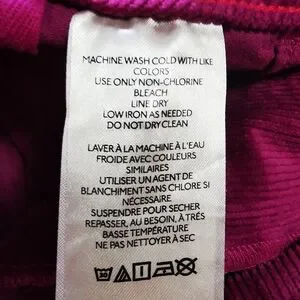 MACHINE WASH COLD WITH LIKE
COLORS
USE ONLY NON-CHLORINE
BLEACH
LINE DRY
LOW IRON AS NEEDED
DO NOT DRY CLEAN
LAVER À LA MACHINE À L'EAU
FROIDE AVEC COULEURS
SIMILAIRES
UTILISER UN AGENT DE
BLANCHIMENT SANS CHLORE SI
NÉCESSAIRE
SUSPENDRE POUR SÉCHER
REPASSER, AU BESOIN, À TRÉS
BASSE TEMPÉRATURE
NE PAS NETTOYER À SEC